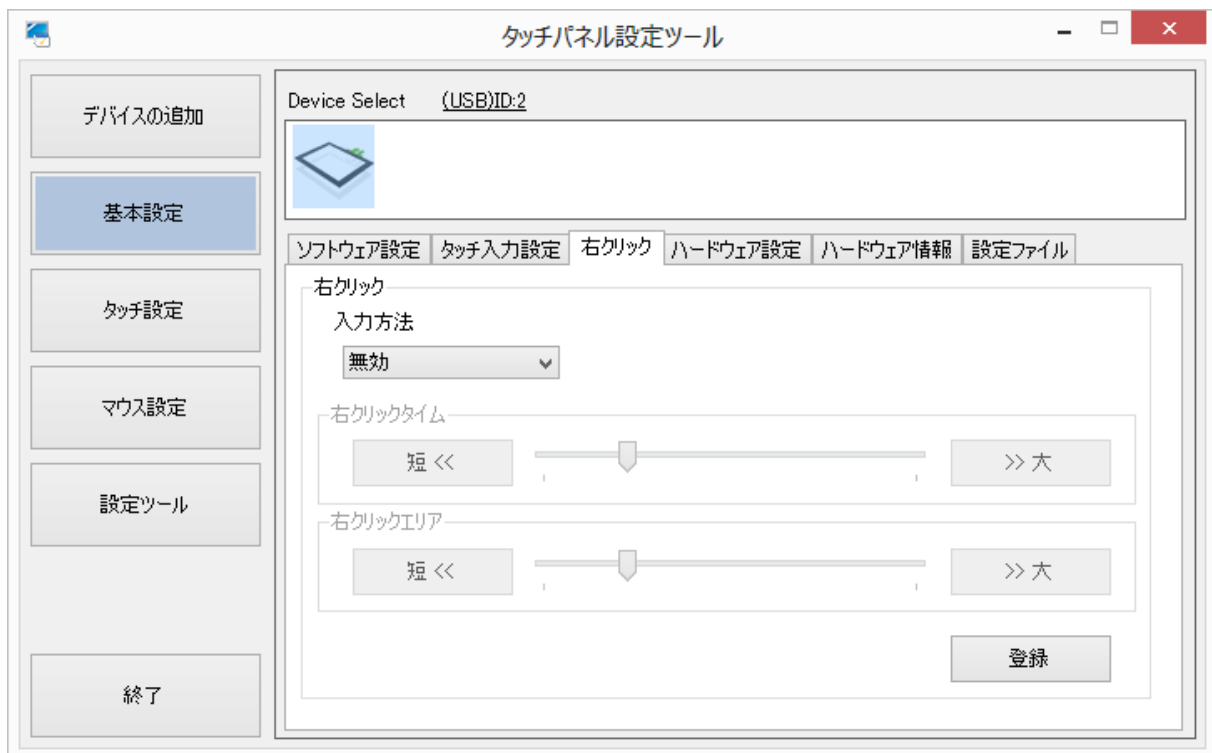 タッチパネル設定ツール
デバイスの追加
基本設定
タッチ設定
マウス設定
設定ツール
終了
Device Select (USB)ID:2
ソフトウェア設定 タッチ入力設定 右クリック ハードウェア設定 ハードウェア情報 設定ファイル
右クリック
入力方法
無効
右クリックタイム
短 << >> 大
右クリックエリア
短 << >> 大
登録